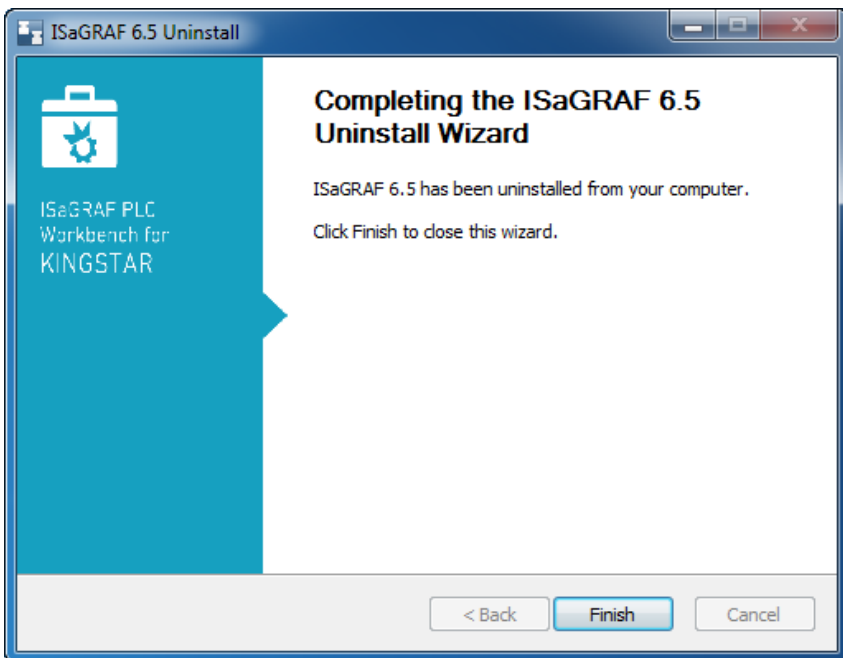 ISaGRAF 6.5 Uninstall
Completing the ISaGRAF 6.5
Uninstall Wizard
ISaGRAF 6.5 has been uninstalled from your computer.
Click Finish to close this wizard.
ISaGRAF PLC
Workbench for
KINGSTAR
< Back
Finish
Cancel